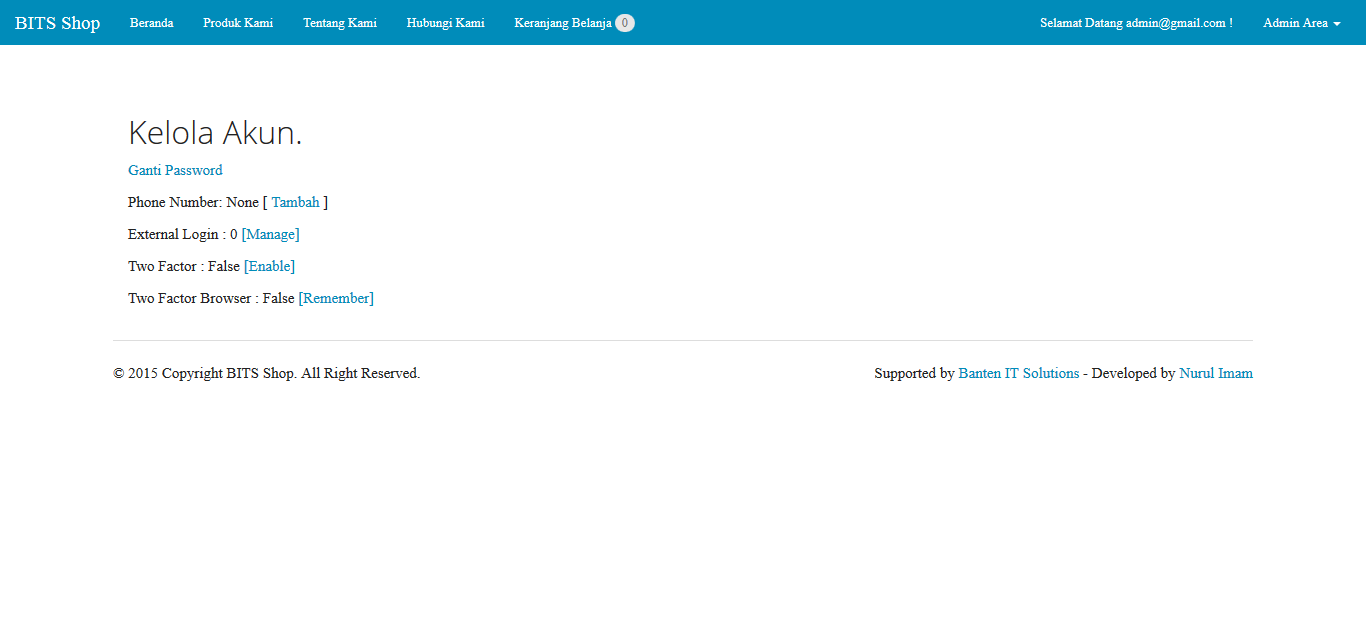 BITS Shop Beranda Produk Kami Tentang Kami Hubungi Kami Keranjang Belanja 0 Selamat Datang admin@gmail.com ! Admin Area
Kelola Akun.
Ganti Password
Phone Number: None [ Tambah ]
External Login : 0 [Manage]
Two Factor : False [Enable]
Two Factor Browser : False [Remember]
© 2015 Copyright BITS Shop. All Right Reserved. Supported by Banten IT Solutions - Developed by Nurul Imam